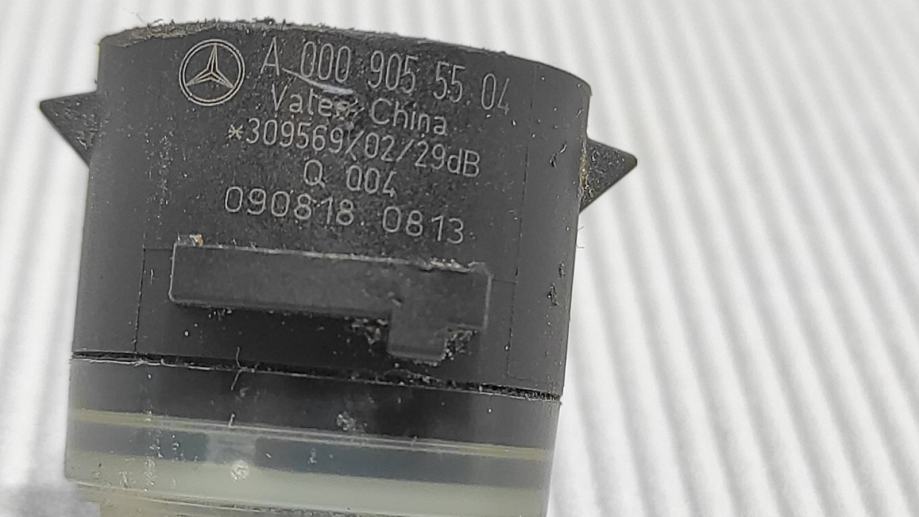 A 000 905 55 04
Valeo China
*309569/02/29dB
Q 004
090818 0813